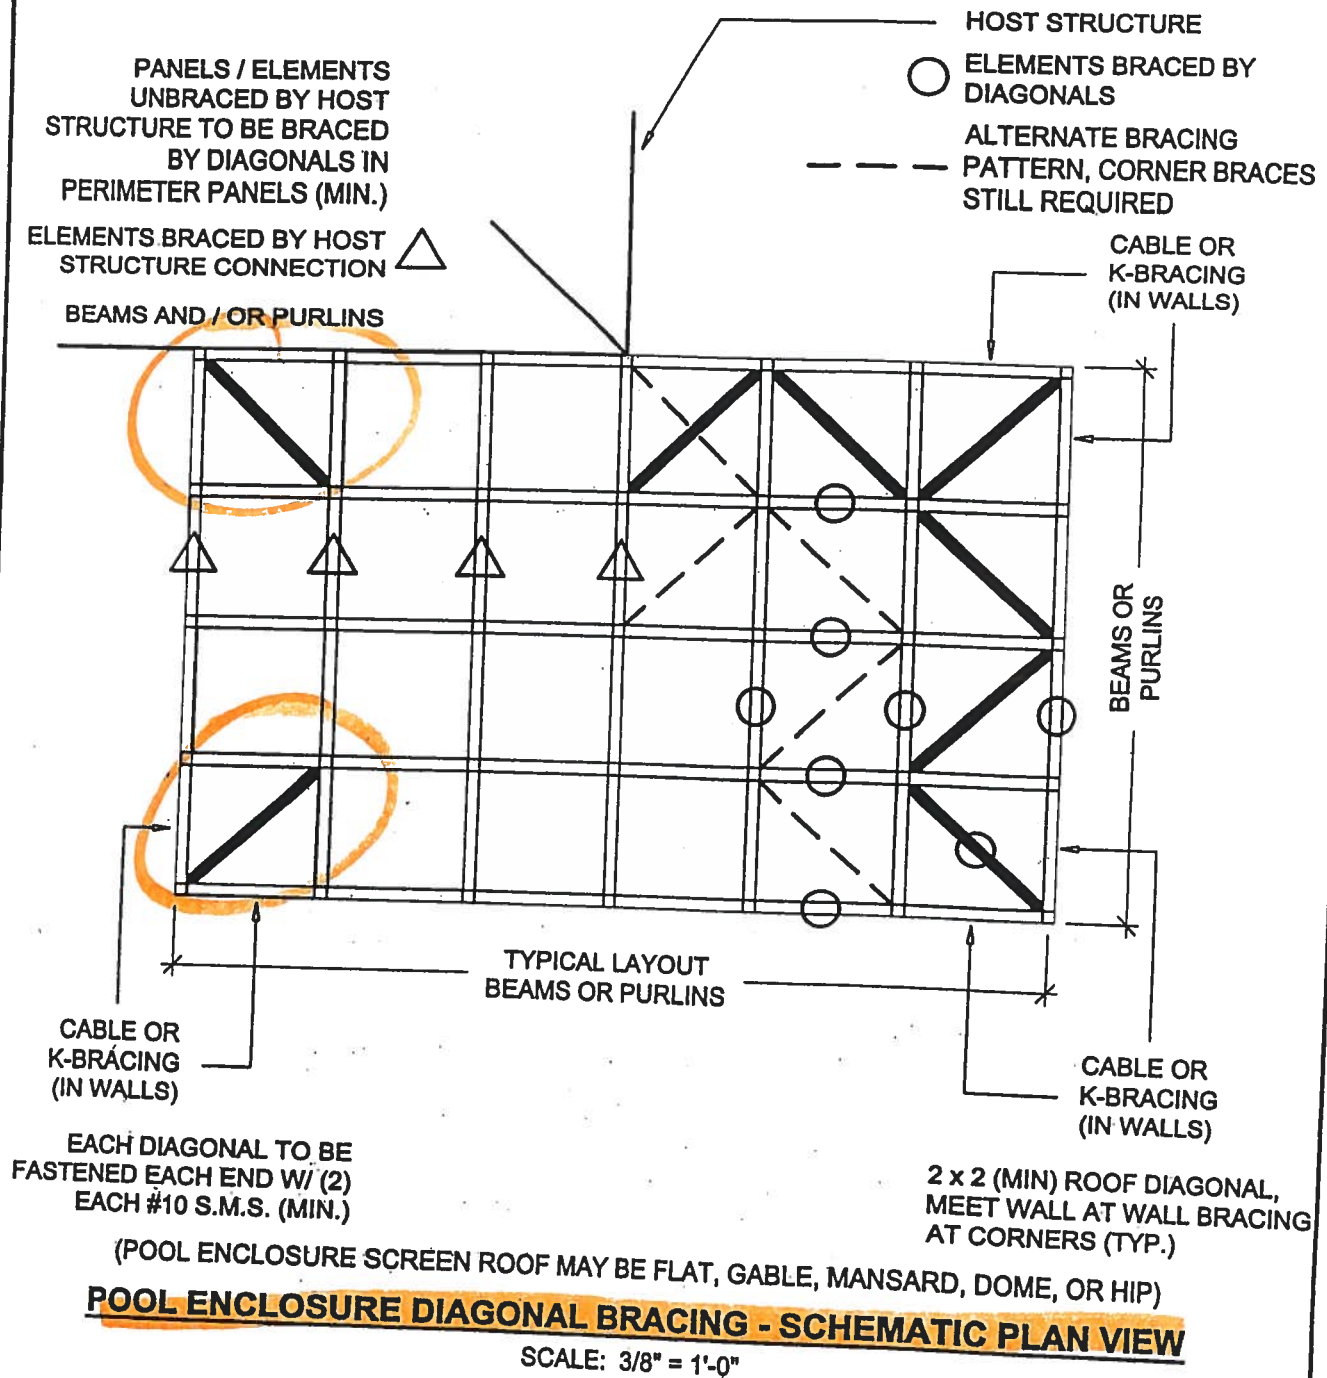 HOST STRUCTURE
ELEMENTS BRACED BY
DIAGONALS
ALTERNATE BRACING
PATTERN, CORNER BRACES
STILL REQUIRED
PANELS / ELEMENTS
UNBRACED BY HOST
STRUCTURE TO BE BRACED
BY DIAGONALS IN
PERIMETER PANELS (MIN.)
ELEMENTS BRACED BY HOST
STRUCTURE CONNECTION
BEAMS AND / OR PURLINS
CABLE OR
K-BRACING
(IN WALLS)
BEAMS OR
PURLINS
TYPICAL LAYOUT
BEAMS OR PURLINS
CABLE OR
K-BRACING
(IN WALLS)
CABLE OR
K-BRACING
(IN WALLS)
EACH DIAGONAL TO BE
FASTENED EACH END W/ (2)
EACH #10 S.M.S. (MIN.)
2 x 2 (MIN) ROOF DIAGONAL,
MEET WALL AT WALL BRACING
AT CORNERS (TYP.)
(POOL ENCLOSURE SCREEN ROOF MAY BE FLAT, GABLE, MANSARD, DOME, OR HIP)
POOL ENCLOSURE DIAGONAL BRACING - SCHEMATIC PLAN VIEW
SCALE: 3/8" = 1'-0"